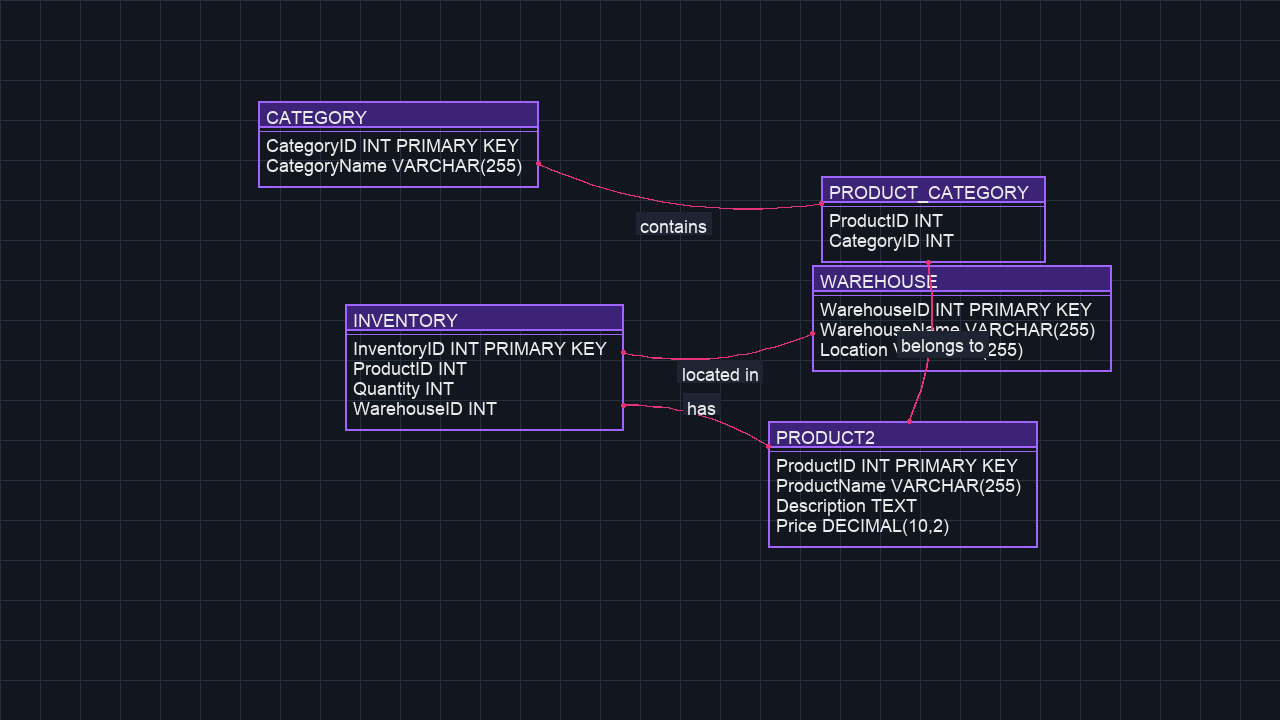 CATEGORY
CategoryID INT PRIMARY KEY
CategoryName VARCHAR(255)
contains
PRODUCT_CATEGORY
ProductID INT
CategoryID INT
WAREHOUSE
WarehouseID INT PRIMARY KEY
WarehouseName VARCHAR(255)
Location 255)
belongs to
INVENTORY
InventoryID INT PRIMARY KEY
ProductID INT
Quantity INT
WarehouseID INT
located in
has
PRODUCT2
ProductID INT PRIMARY KEY
ProductName VARCHAR(255)
Description TEXT
Price DECIMAL(10,2)